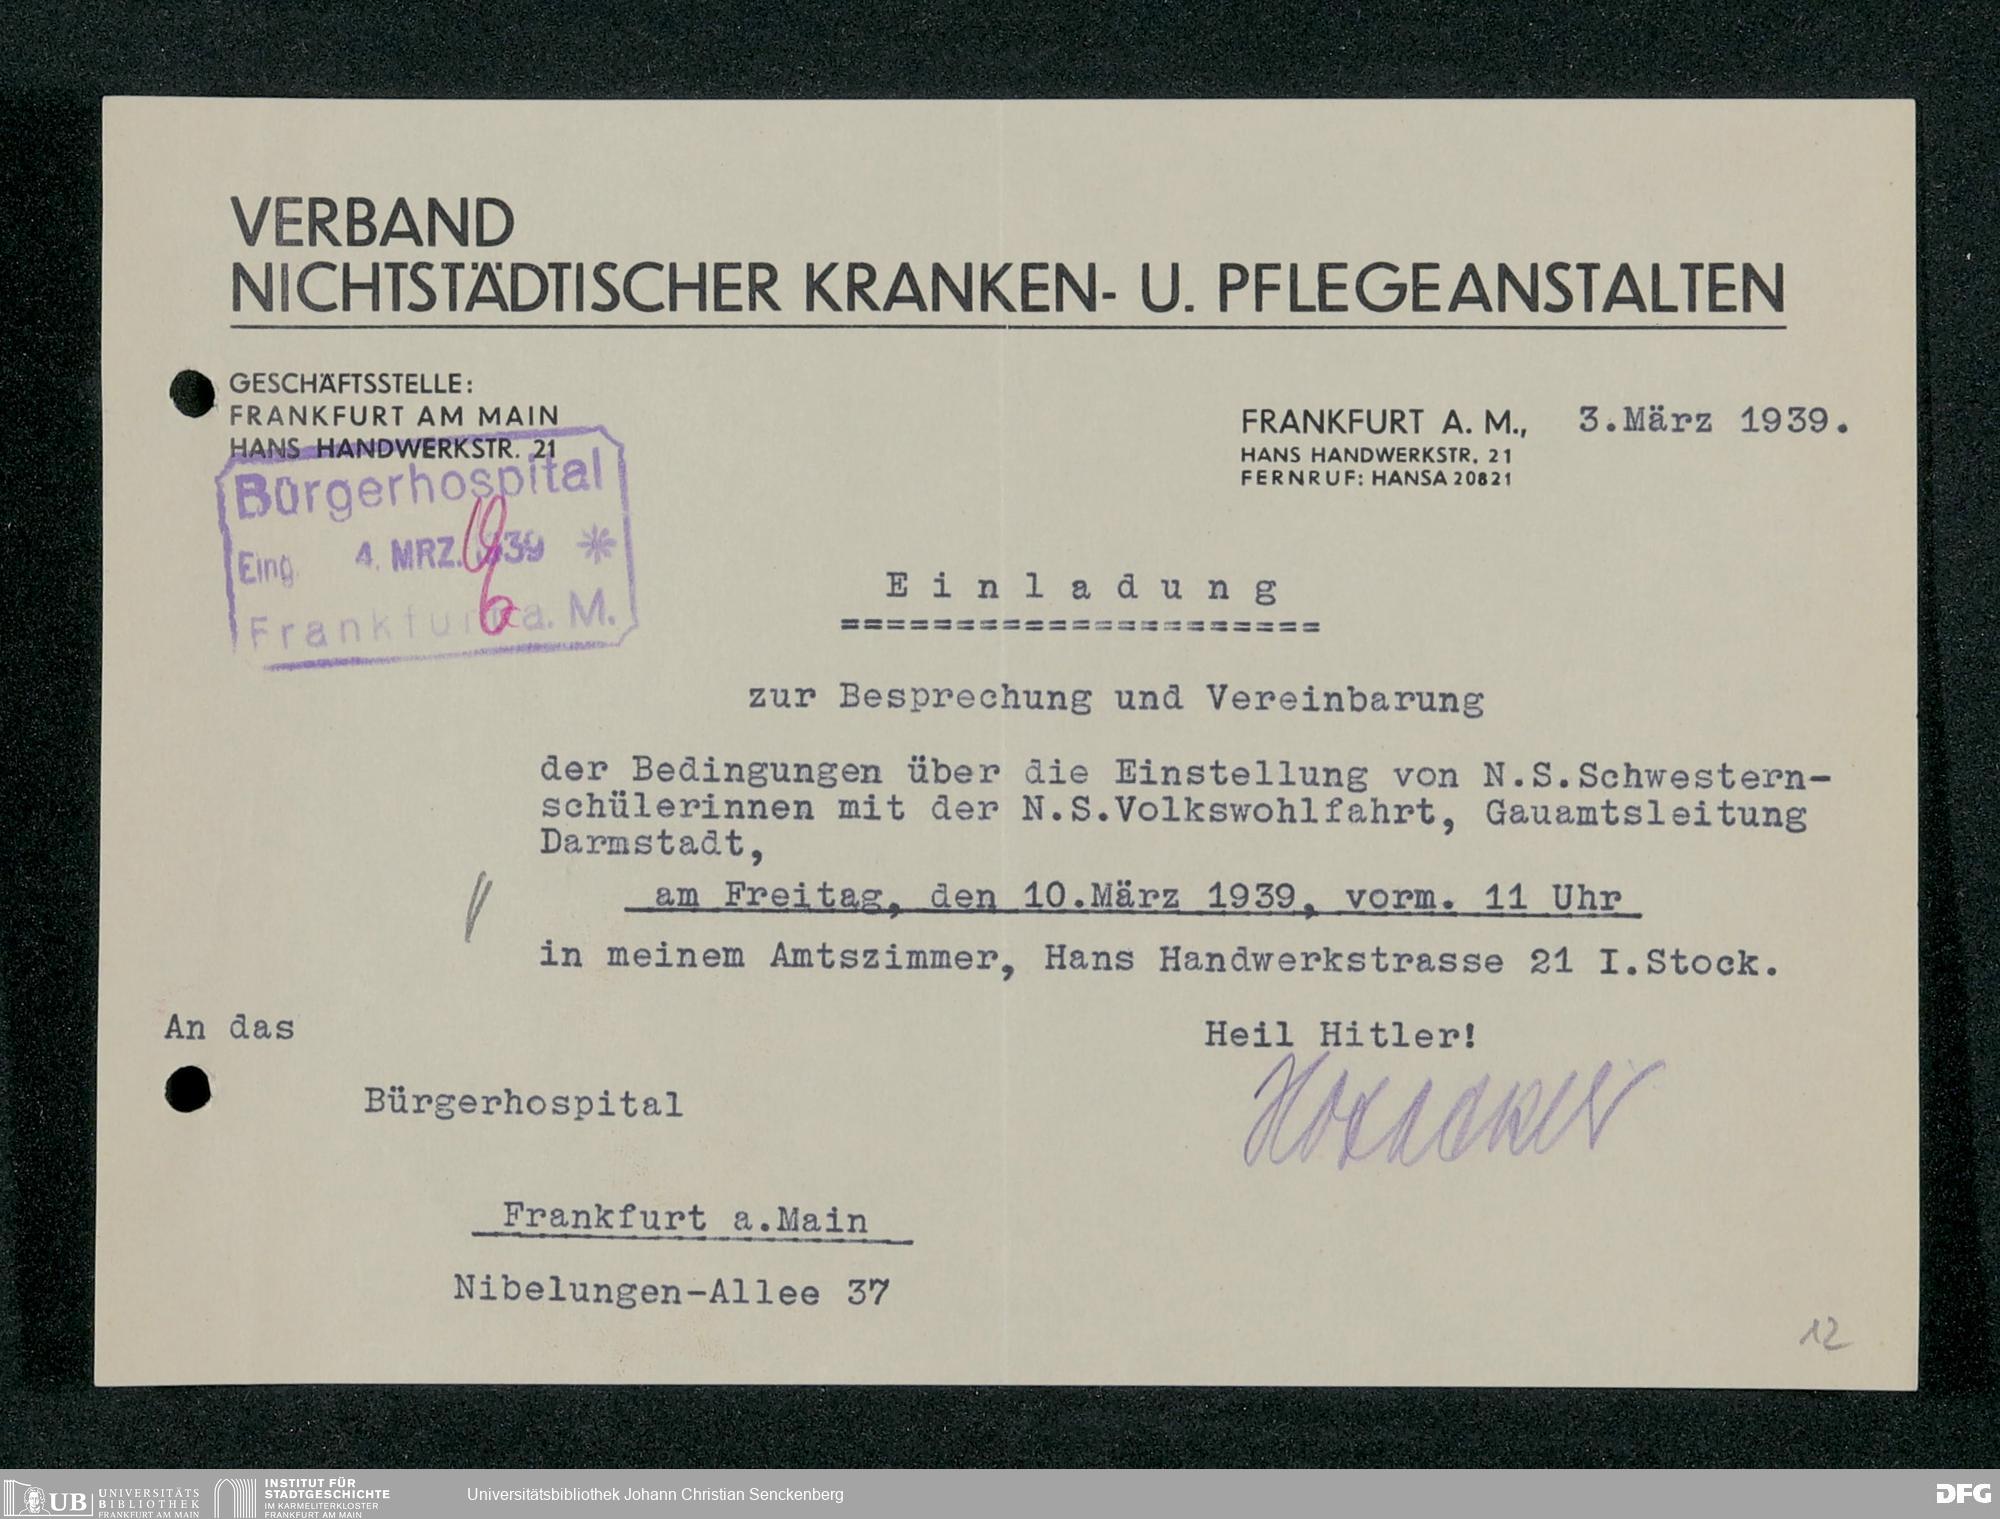 VERBAND
NICHTSTÄDTISCHER KRANKEN- U. PFLEGEANSTALTEN
GESCHÄFTSSTELLE:
FRANKFURT AM MAIN
HANS HANDWERKSTR. 21
FRANKFURT A. M., 3.März 1939.
HANS HANDWERKSTR. 21
FERNRUF: HANSA 20821
Bürgerhospital
Eing. 4. MRZ. 1939 *
Frankfurt a. M.
Einladung
=====================
zur Besprechung und Vereinbarung
der Bedingungen über die Einstellung von N.S.Schwestern-
schülerinnen mit der N.S.Volkswohlfahrt, Gauamtsleitung
Darmstadt,
am Freitag, den 10.März 1939, vorm. 11 Uhr
in meinem Amtszimmer, Hans Handwerkstrasse 21 I.Stock.
An das
Heil Hitler!
Bürgerhospital
Frankfurt a.Main
Nibelungen-Allee 37
12
UB UNIVERSITÄTS
BIBLIOTHEK
FRANKFURT AM MAIN
INSTITUT FÜR
STADTGESCHICHTE
IM KARMELITERKLOSTER
FRANKFURT AM MAIN
Universitätsbibliothek Johann Christian Senckenberg
DFG